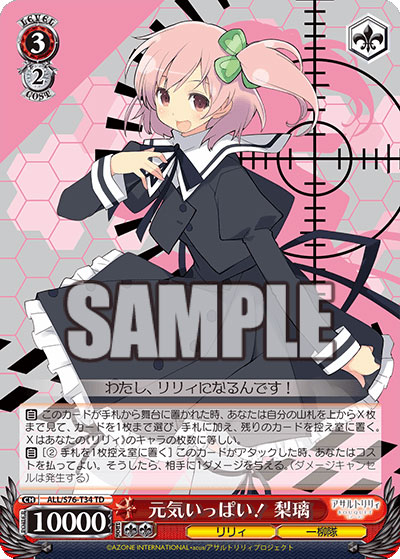 LEVEL
3
2
COST
SAMPLE
わたし、リリィになるんです！
自 このカードが手札から舞台に置かれた時、あなたは自分の山札を上からＸ枚
まで見て、カードを1枚まで選び、手札に加え、残りのカードを控え室に置く。
Ｘはあなたの《リリィ》のキャラの枚数に等しい。
自 ［② 手札を1枚控え室に置く］ このカードがアタックした時、あなたはコス
トを払ってよい。そうしたら、相手に1ダメージを与える。（ダメージキャンセ
ルは発生する）
CH
ALL/S76-T34 TD
元気いっぱい！ 梨璃
アサルトリリィ
BOUQUET
10000
リリィ
一柳隊
©AZONE INTERNATIONAL・acus/アサルトリリィプロジェクト